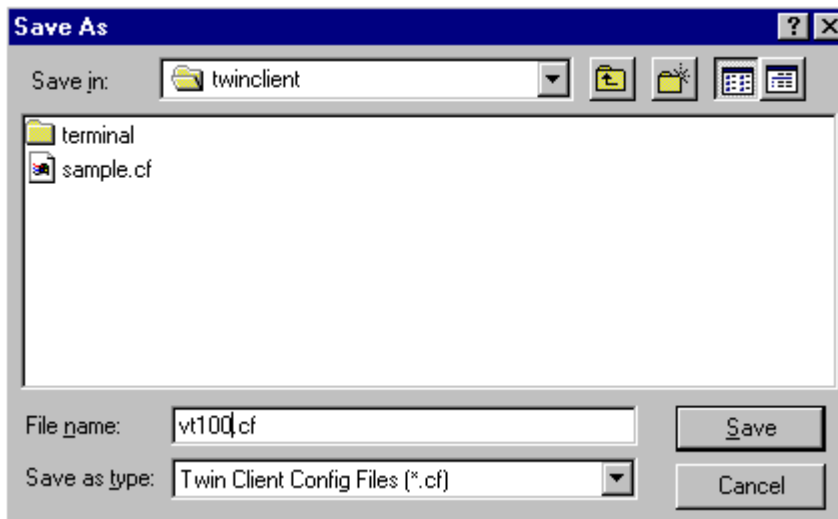 Save As
Save in: twinclient
terminal
sample.cf
File name: vt100.cf Save
Save as type: Twin Client Config Files (*.cf) Cancel